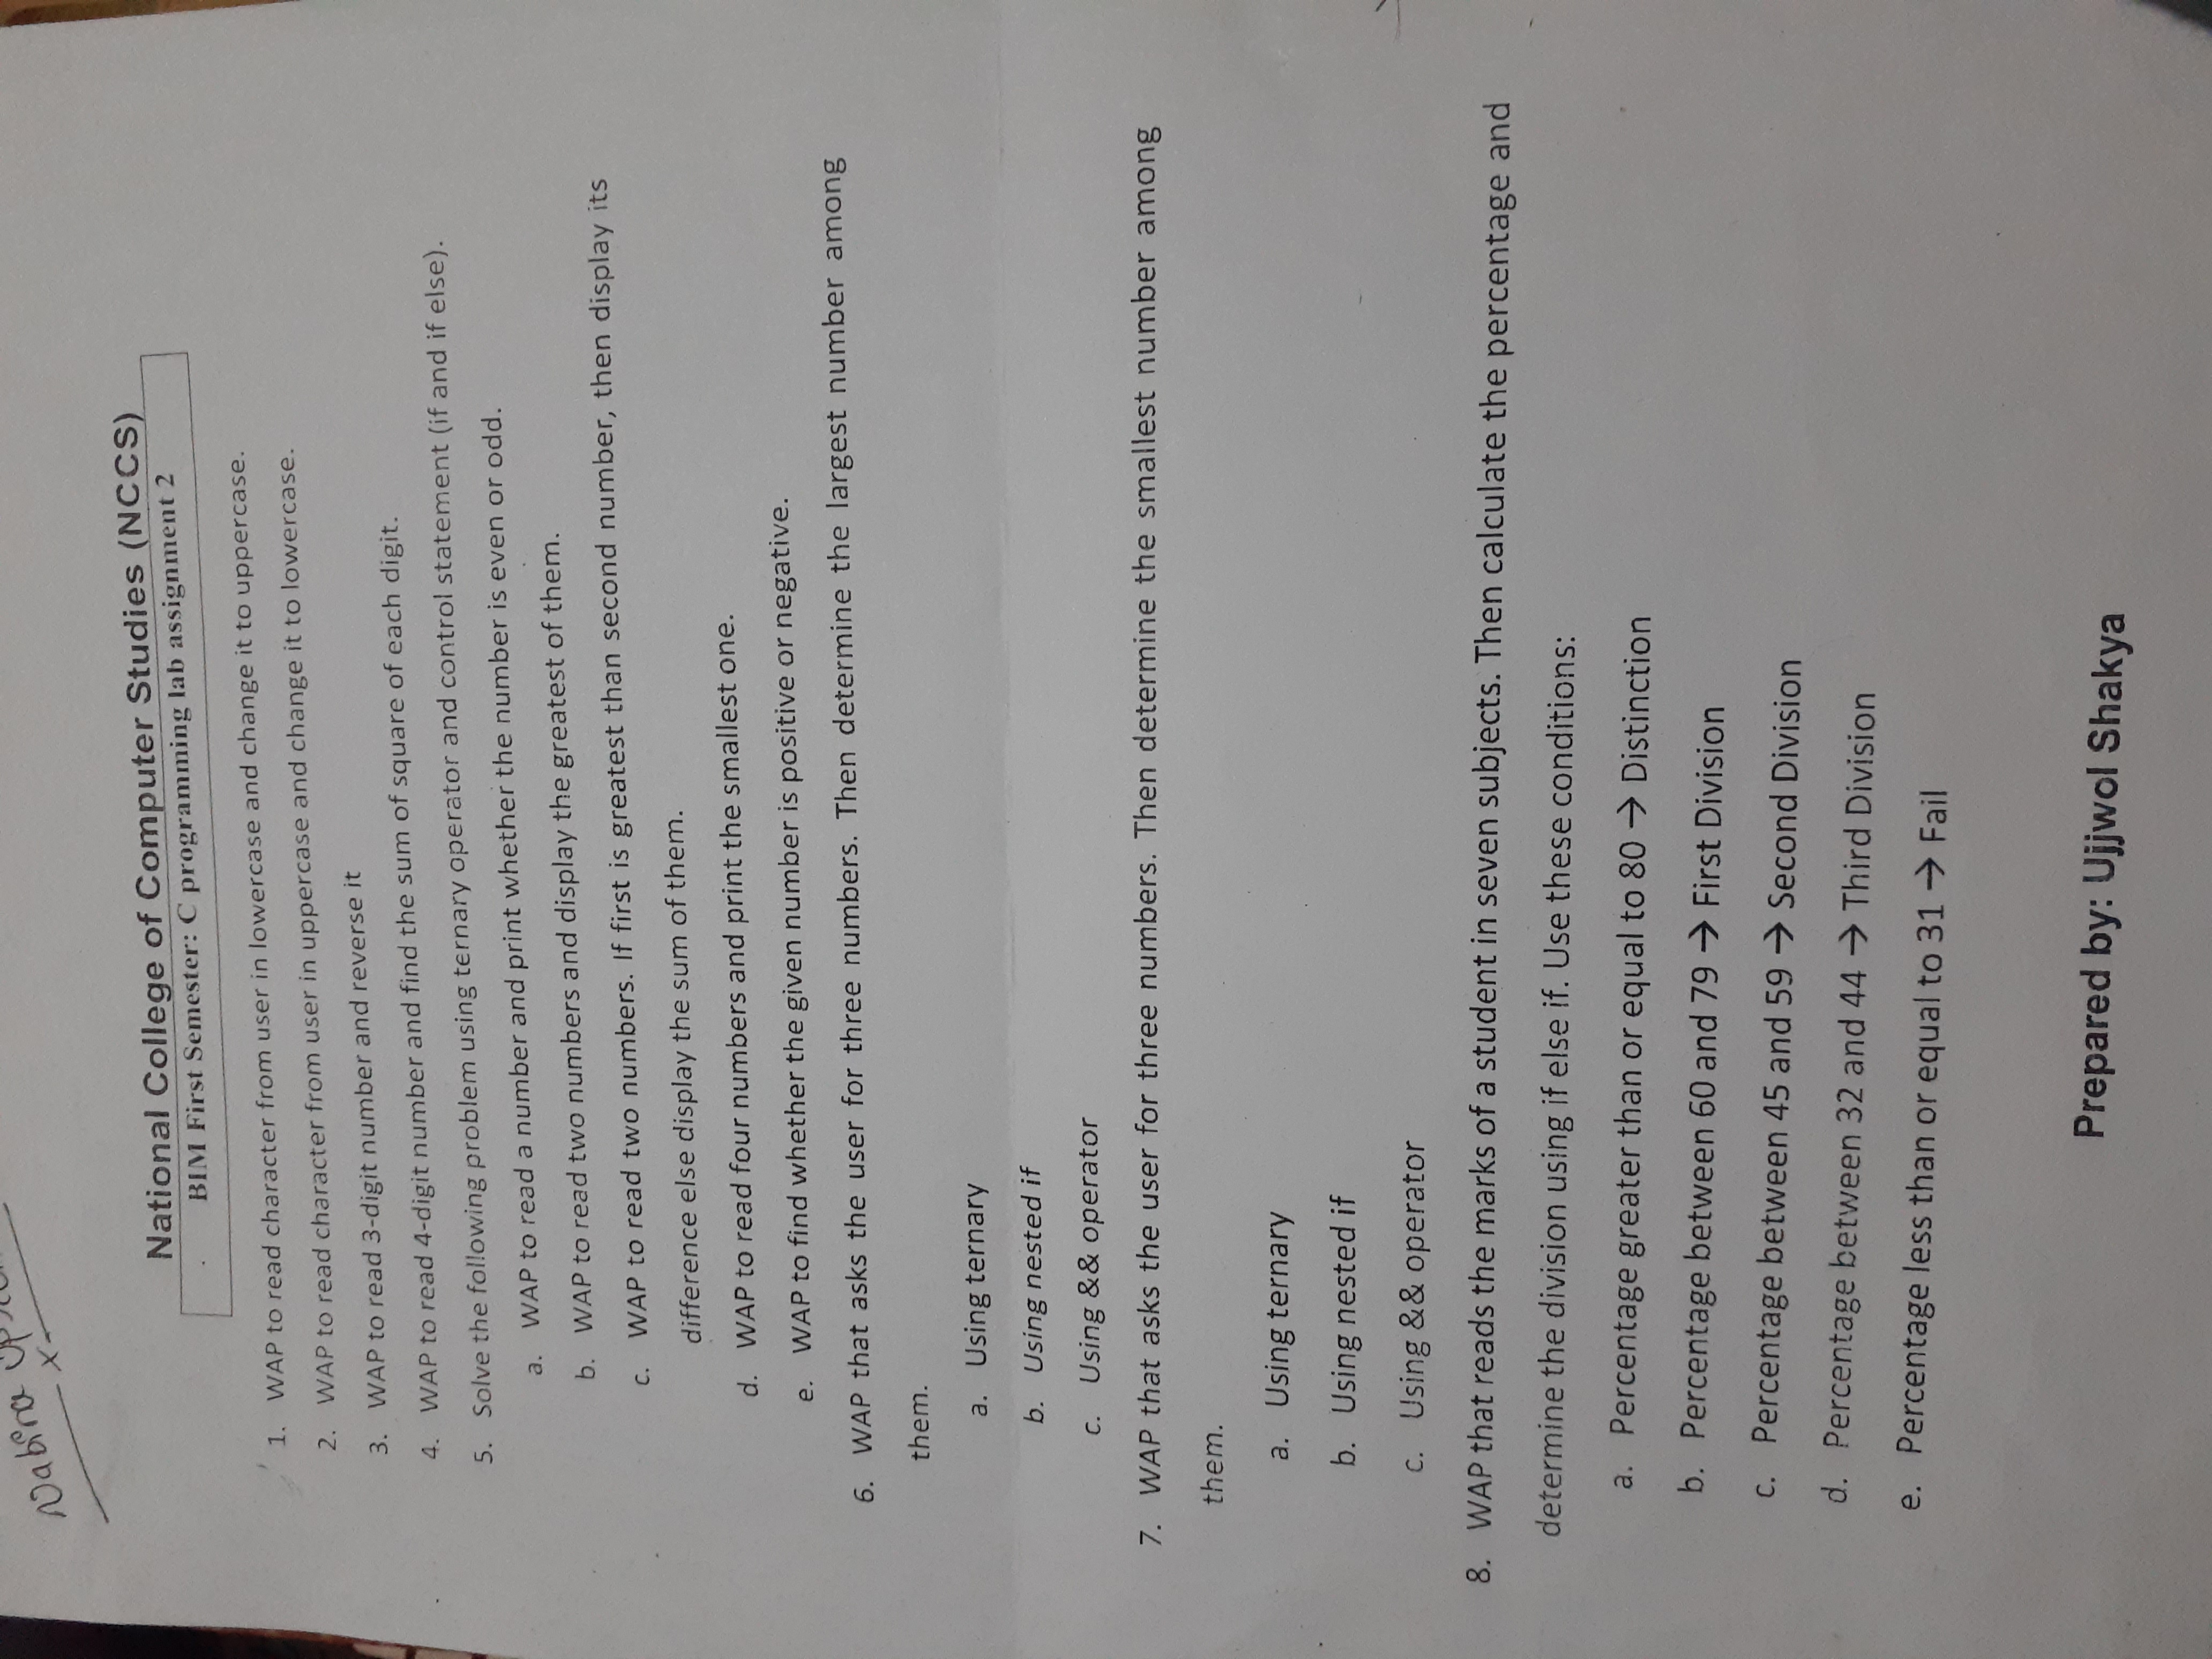 Nabina
National College of Computer Studies (NCCS)
BIM First Semester: C programming lab assignment 2
1. WAP to read character from user in lowercase and change it to uppercase.
2. WAP to read character from user in uppercase and change it to lowercase.
3. WAP to read 3-digit number and reverse it
4. WAP to read 4-digit number and find the sum of square of each digit.
5. Solve the following problem using ternary operator and control statement (if and if else).
a. WAP to read a number and print whether the number is even or odd.
b. WAP to read two numbers and display the greatest of them.
c. WAP to read two numbers. If first is greatest than second number, then display its
difference else display the sum of them.
d. WAP to read four numbers and print the smallest one.
e. WAP to find whether the given number is positive or negative.
6. WAP that asks the user for three numbers. Then determine the largest number among
them.
a. Using ternary
b. Using nested if
c. Using && operator
7. WAP that asks the user for three numbers. Then determine the smallest number among
them.
a. Using ternary
b. Using nested if
c. Using && operator
8. WAP that reads the marks of a student in seven subjects. Then calculate the percentage and
determine the division using if else if. Use these conditions:
a. Percentage greater than or equal to 80 → Distinction
b. Percentage between 60 and 79 → First Division
c. Percentage between 45 and 59 → Second Division
d. Percentage between 32 and 44 → Third Division
e. Percentage less than or equal to 31 → Fail
Prepared by: Ujjwol Shakya